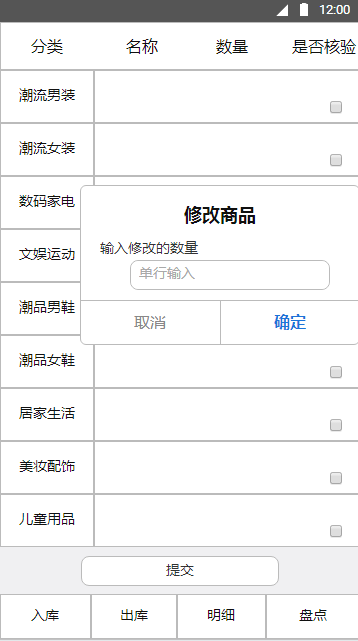 12:00
分类 名称 数量 是否核验
潮流男装
潮流女装
数码家电
修改商品
输入修改的数量
文娱运动
单行输入
潮品男鞋
取消 确定
潮品女鞋
居家生活
美妆配饰
儿童用品
提交
入库 出库 明细 盘点